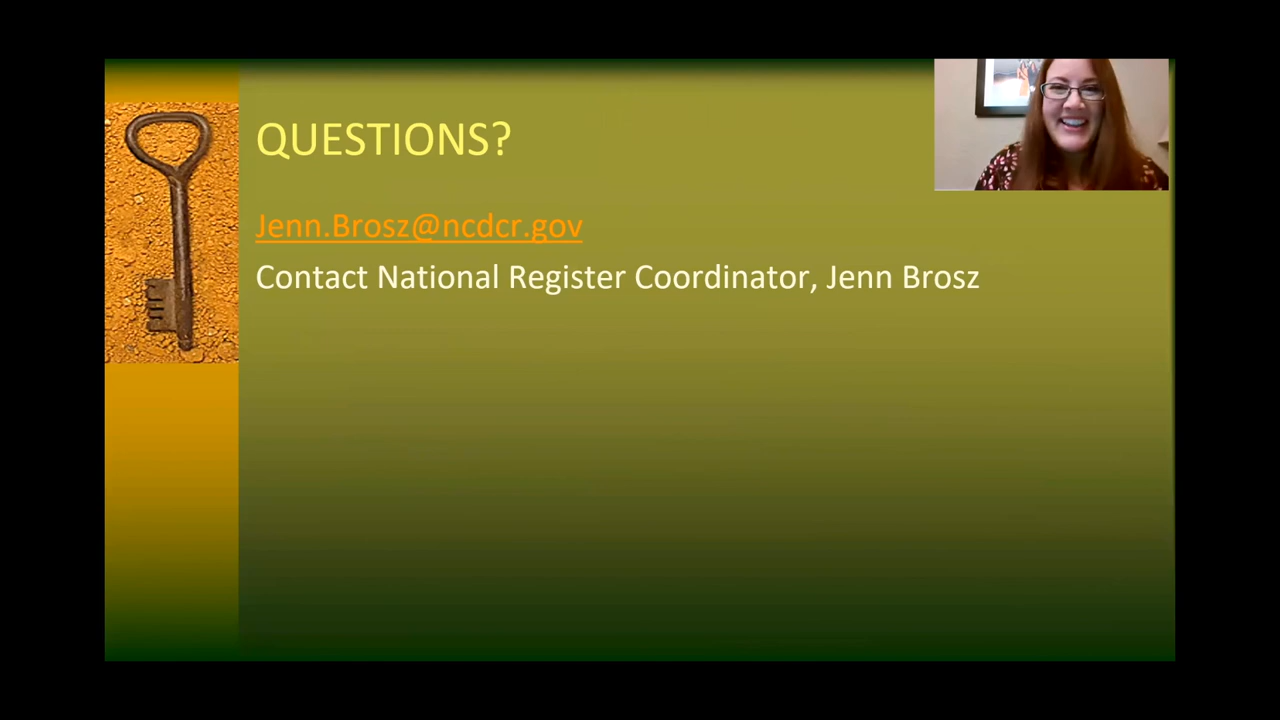 QUESTIONS?
Jenn.Brosz@ncdcr.gov
Contact National Register Coordinator, Jenn Brosz